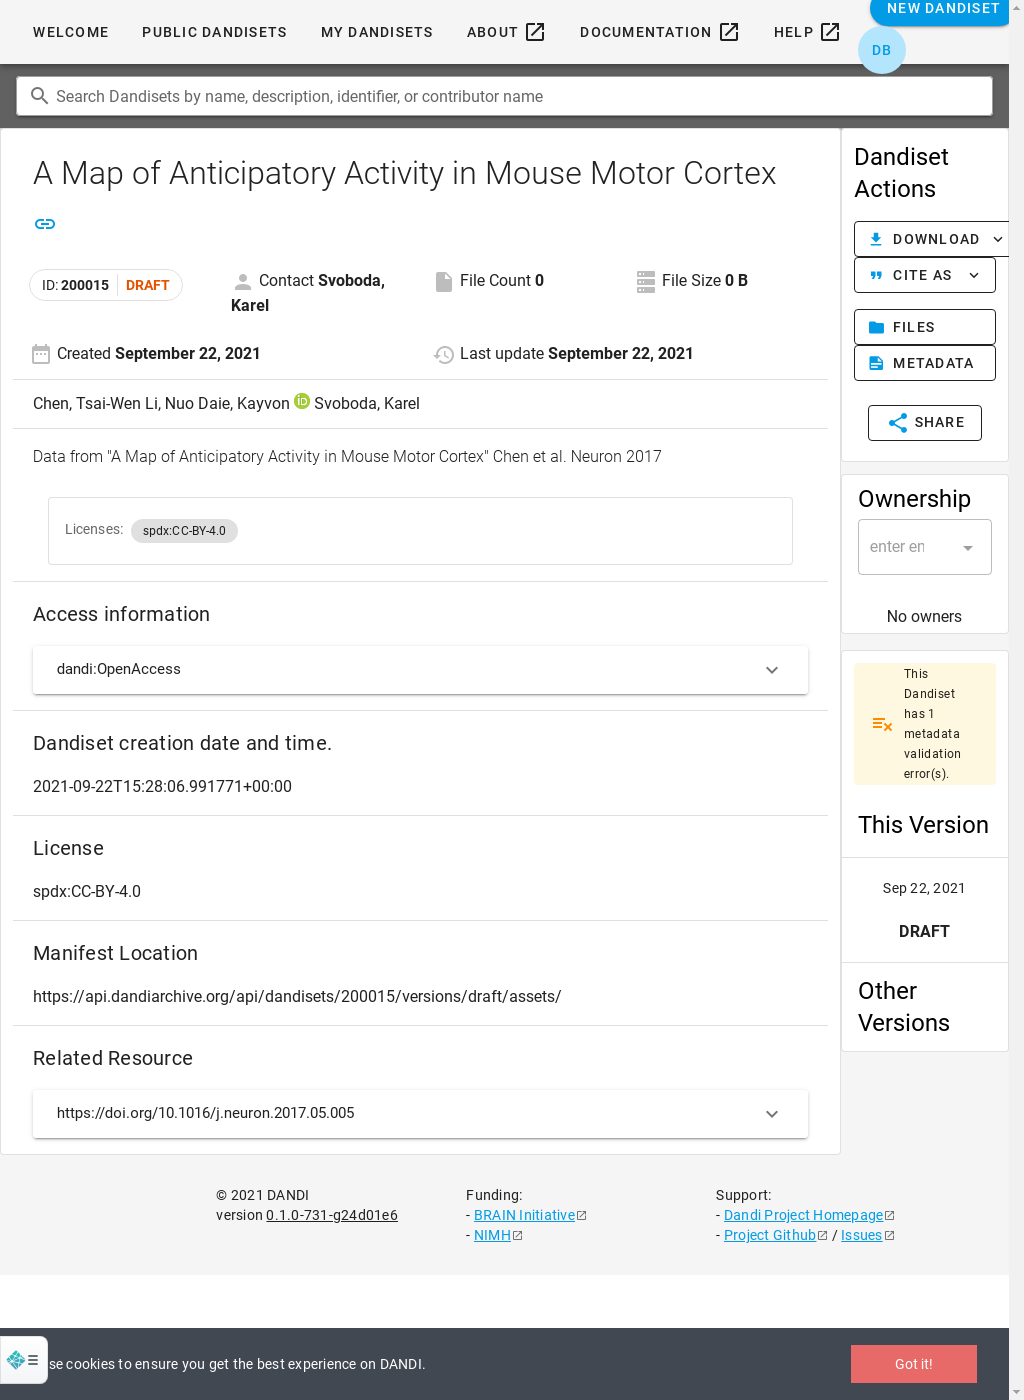 WELCOME PUBLIC DANDISETS MY DANDISETS ABOUT DOCUMENTATION HELP NEW DANDISET
DB
Search Dandisets by name, description, identifier, or contributor name
A Map of Anticipatory Activity in Mouse Motor Cortex
ID: 200015 DRAFT
Contact Svoboda, Karel
File Count 0
File Size 0 B
Created September 22, 2021
Last update September 22, 2021
Chen, Tsai-Wen Li, Nuo Daie, Kayvon iD Svoboda, Karel
Data from "A Map of Anticipatory Activity in Mouse Motor Cortex" Chen et al. Neuron 2017
Licenses: spdx:CC-BY-4.0
Access information
dandi:OpenAccess
Dandiset creation date and time.
2021-09-22T15:28:06.991771+00:00
License
spdx:CC-BY-4.0
Manifest Location
https://api.dandiarchive.org/api/dandisets/200015/versions/draft/assets/
Related Resource
https://doi.org/10.1016/j.neuron.2017.05.005
Dandiset
Actions
DOWNLOAD
CITE AS
FILES
METADATA
SHARE
Ownership
enter en
No owners
This
Dandiset
has 1
metadata
validation
error(s).
This Version
Sep 22, 2021
DRAFT
Other
Versions
© 2021 DANDI
version 0.1.0-731-g24d01e6
Funding:
- BRAIN Initiative
- NIMH
Support:
- Dandi Project Homepage
- Project Github / Issues
se cookies to ensure you get the best experience on DANDI.
Got it!